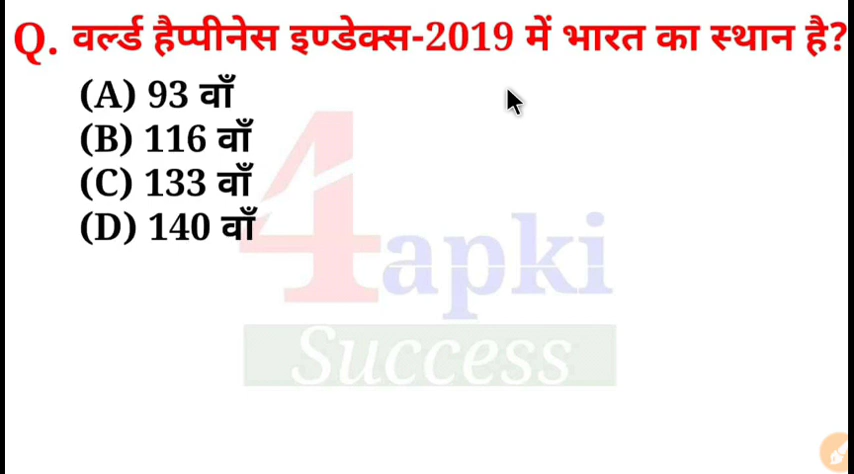 Q. वर्ल्ड हैप्पीनेस इण्डेक्स-2019 में भारत का स्थान है?
(A) 93 वाँ
(B) 116 वाँ
(C) 133 वाँ
(D) 140 वाँ
4apki
Success